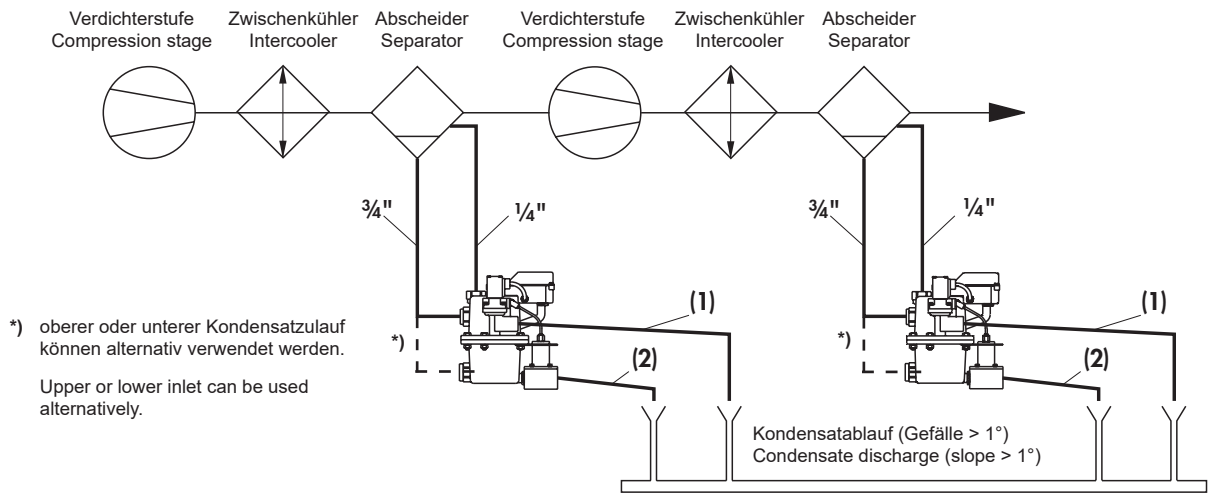 Verdichterstufe
Compression stage
Zwischenkühler
Intercooler
Abscheider
Separator
Verdichterstufe
Compression stage
Zwischenkühler
Intercooler
Abscheider
Separator
¾"
¼"
¾"
¼"
(1)
(1)
*)
*)
(2)
(2)
*) oberer oder unterer Kondensatzulauf
können alternativ verwendet werden.
Upper or lower inlet can be used
alternatively.
Kondensatablauf (Gefälle > 1°)
Condensate discharge (slope > 1°)